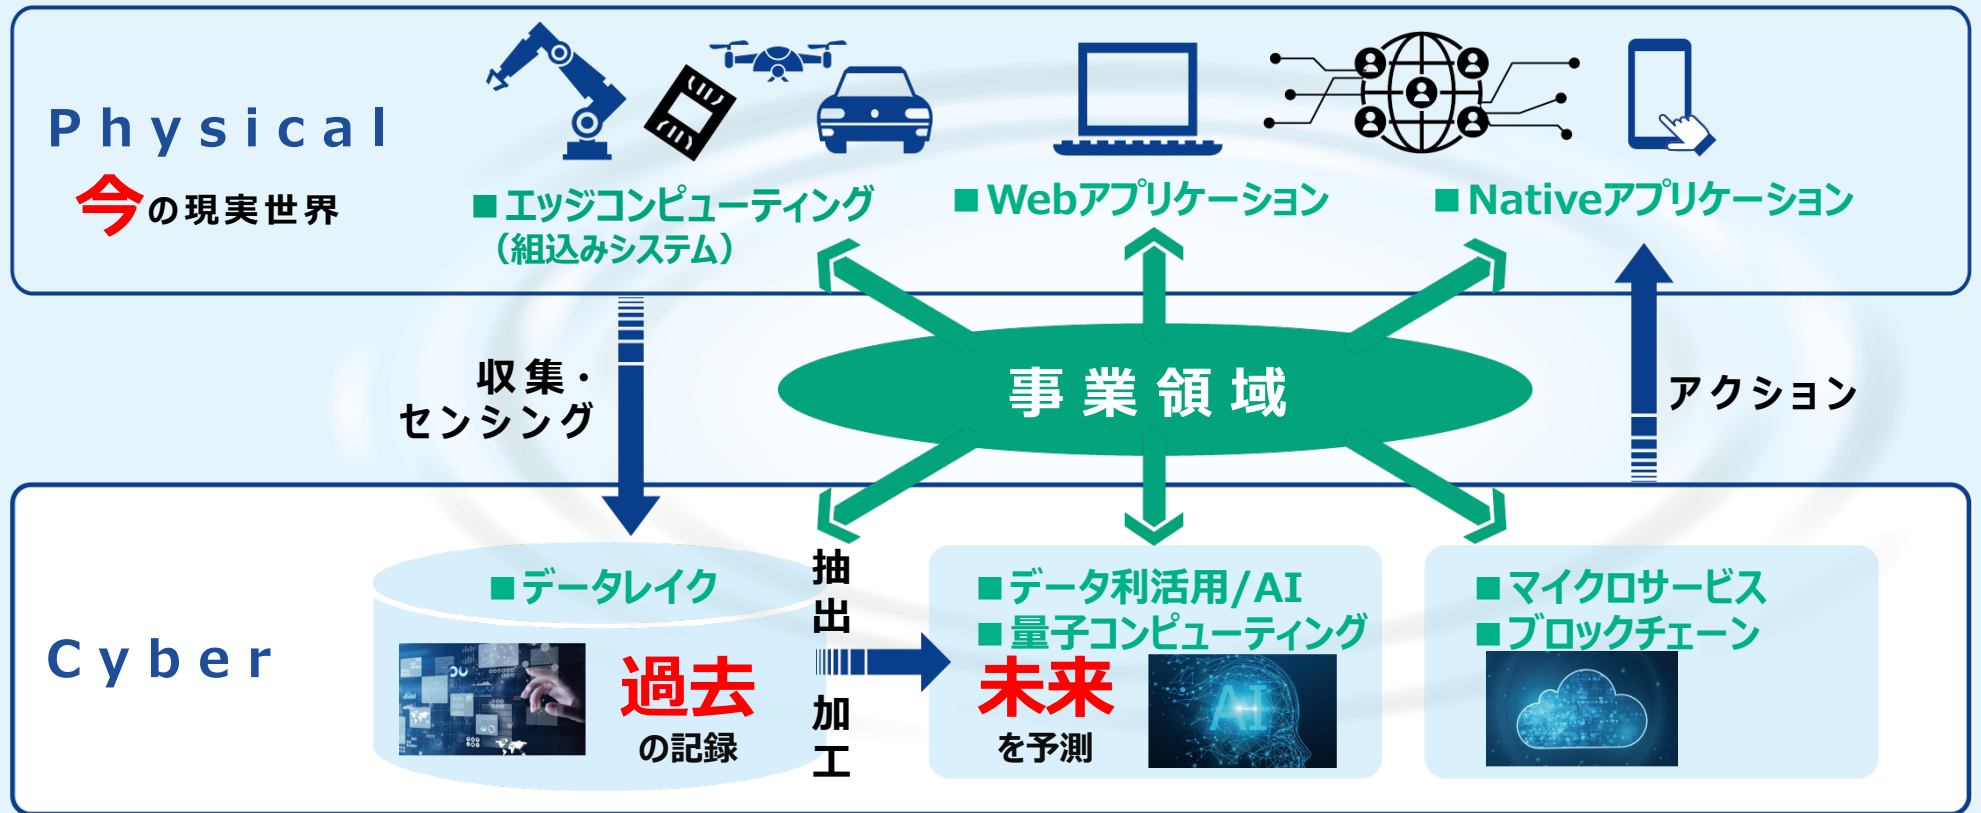 Physical
今の現実世界
■エッジコンピューティング
（組込みシステム）
■Webアプリケーション
■Nativeアプリケーション
収集・
センシング
事業領域
アクション
Cyber
■データレイク
過去
の記録
抽出
加工
■データ利活用/AI
■量子コンピューティング
未来
を予測
AI
■マイクロサービス
■ブロックチェーン